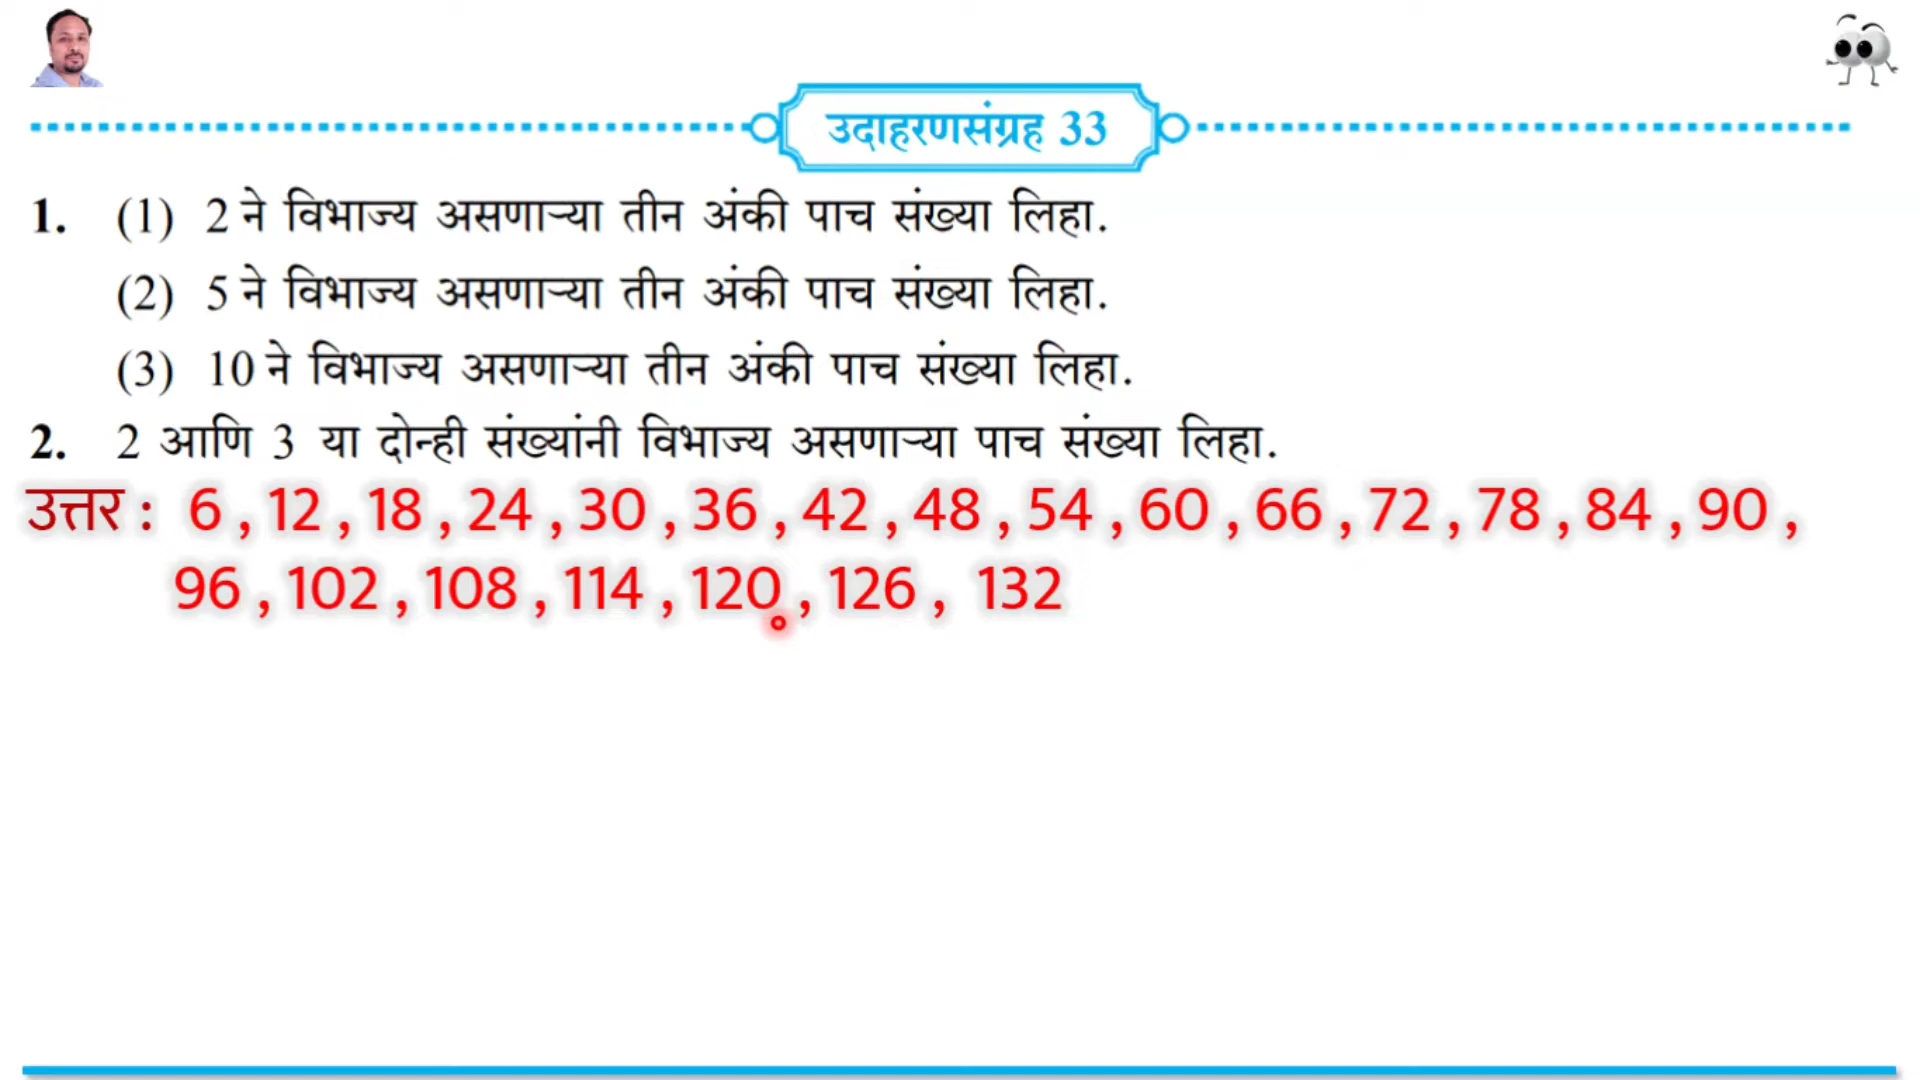 उदाहरणसंग्रह 33
1. (1) 2 ने विभाज्य असणाऱ्या तीन अंकी पाच संख्या लिहा.
(2) 5 ने विभाज्य असणाऱ्या तीन अंकी पाच संख्या लिहा.
(3) 10 ने विभाज्य असणाऱ्या तीन अंकी पाच संख्या लिहा.
2. 2 आणि 3 या दोन्ही संख्यांनी विभाज्य असणाऱ्या पाच संख्या लिहा.
उत्तर : 6 , 12 , 18 , 24 , 30 , 36 , 42 , 48 , 54 , 60 , 66 , 72 , 78 , 84 , 90 ,
96 , 102 , 108 , 114 , 120 , 126 , 132